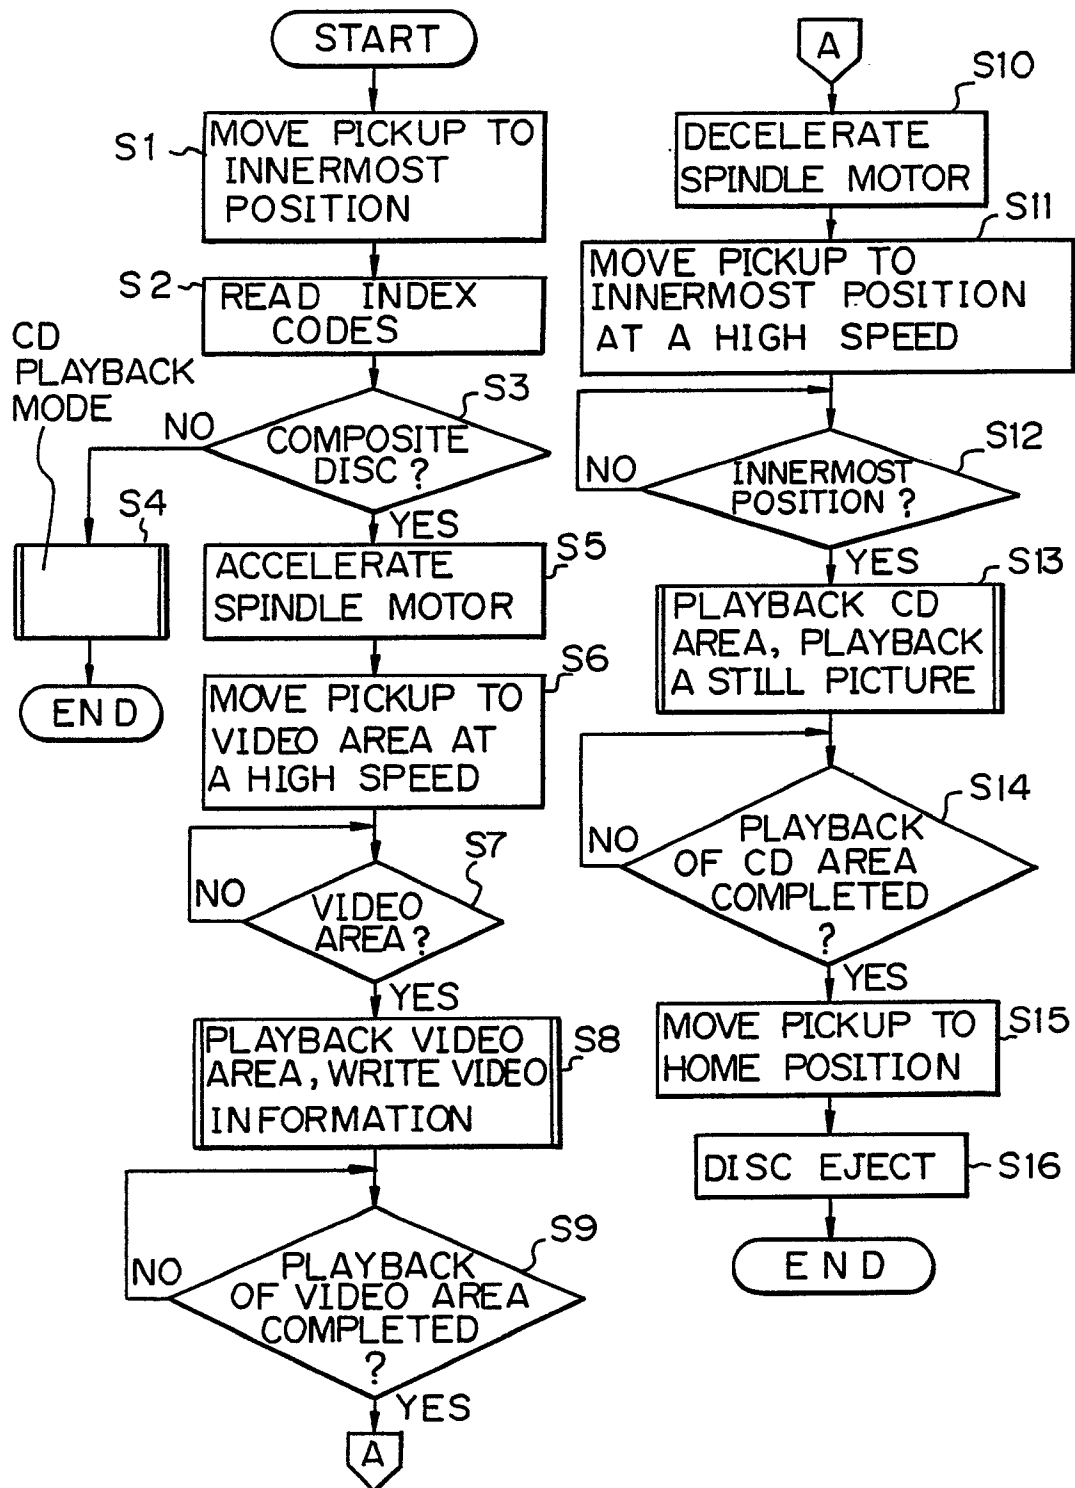 START
S1
MOVE PICKUP TO
INNERMOST
POSITION
S2
READ INDEX
CODES
CD
PLAYBACK
MODE
S3
NO
COMPOSITE
DISC?
YES
S4
END
S5
ACCELERATE
SPINDLE MOTOR
S6
MOVE PICKUP TO
VIDEO AREA AT
A HIGH SPEED
S7
NO
VIDEO
AREA?
YES
S8
PLAYBACK VIDEO
AREA, WRITE VIDEO
INFORMATION
S9
NO
PLAYBACK
OF VIDEO AREA
COMPLETED
?
YES
A
A
S10
DECELERATE
SPINDLE MOTOR
S11
MOVE PICKUP TO
INNERMOST POSITION
AT A HIGH SPEED
S12
NO
INNERMOST
POSITION?
YES
S13
PLAYBACK CD
AREA, PLAYBACK
A STILL PICTURE
S14
NO
PLAYBACK
OF CD AREA
COMPLETED
?
YES
S15
MOVE PICKUP TO
HOME POSITION
DISC EJECT
S16
END